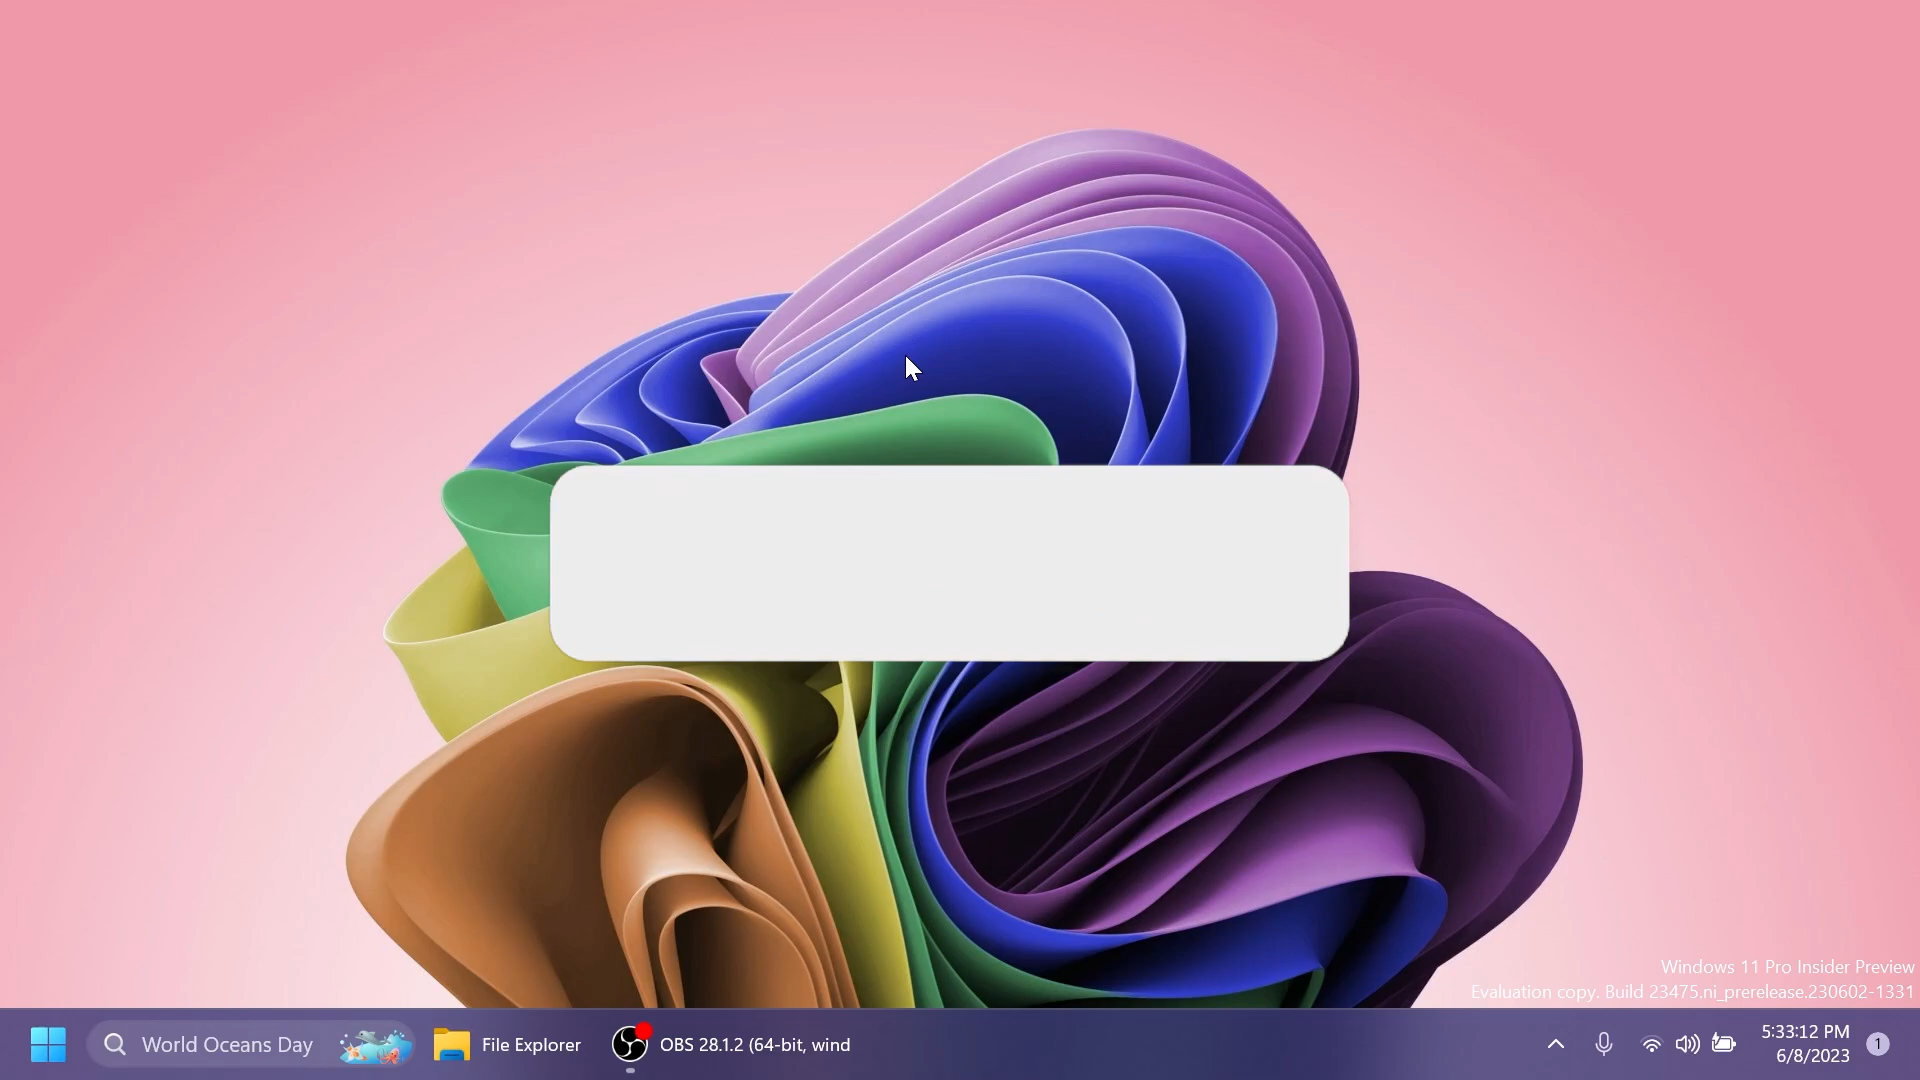 Windows 11 Pro Insider Preview
Evaluation copy. Build 23475.ni_prerelease.230602-1331
World Oceans Day
File Explorer
OBS 28.1.2 (64-bit, wind
5:33:12 PM
6/8/2023
1